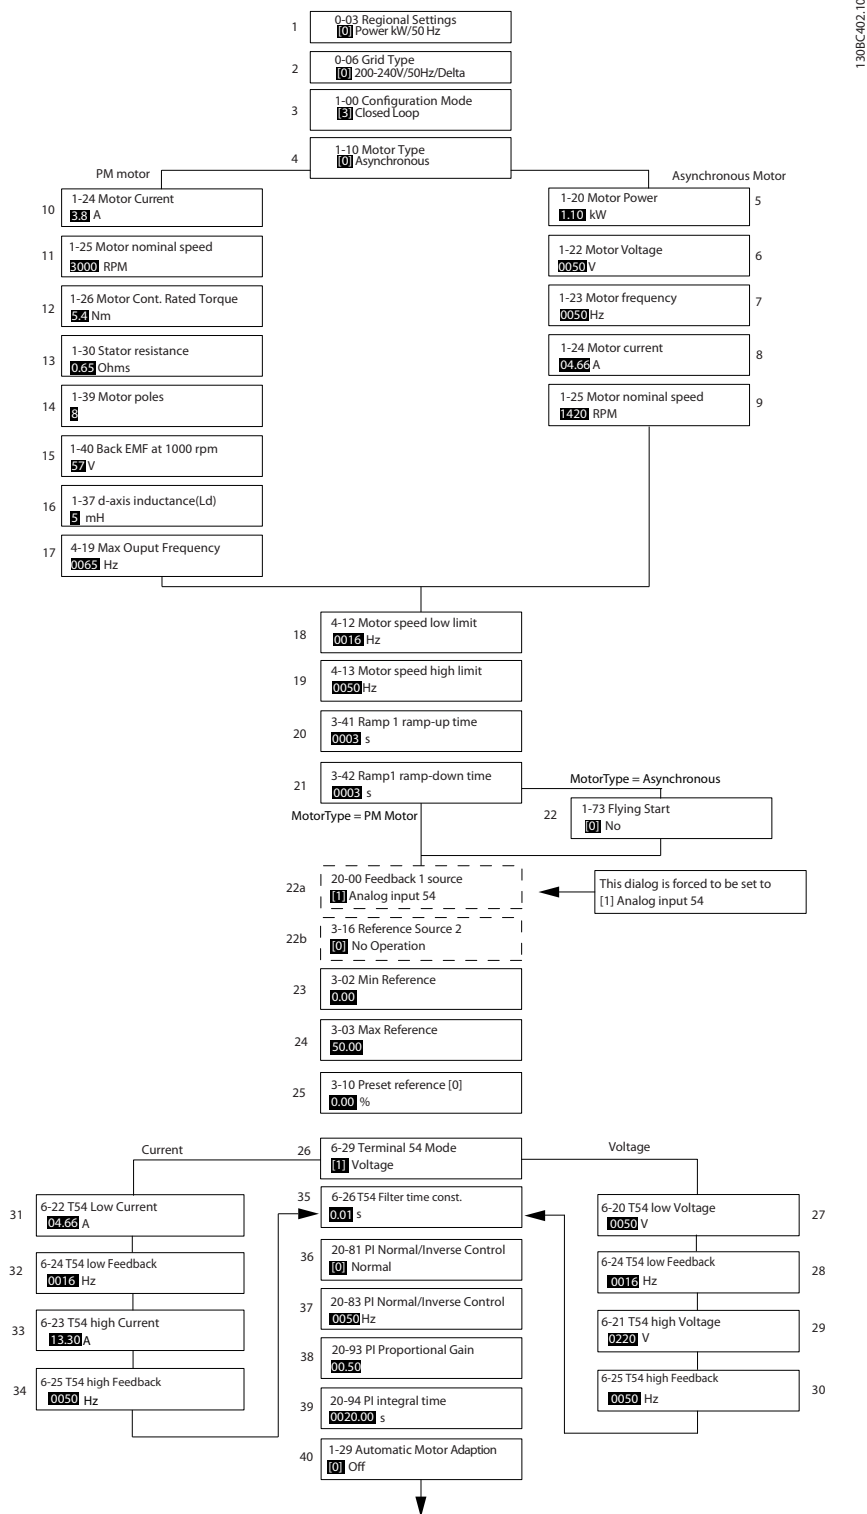 130BC402.10
1
0-03 Regional Settings
[0] Power kW/50 Hz
2
0-06 Grid Type
[0] 200-240V/50Hz/Delta
3
1-00 Configuration Mode
[3] Closed Loop
4
1-10 Motor Type
[0] Asynchronous
PM motor
Asynchronous Motor
10
1-24 Motor Current
3.8 A
11
1-25 Motor nominal speed
3000 RPM
12
1-26 Motor Cont. Rated Torque
5.4 Nm
13
1-30 Stator resistance
0.65 Ohms
14
1-39 Motor poles
8
15
1-40 Back EMF at 1000 rpm
57 V
16
1-37 d-axis inductance(Ld)
5 mH
17
4-19 Max Ouput Frequency
0065 Hz
1-20 Motor Power
1.10 kW
5
1-22 Motor Voltage
0050 V
6
1-23 Motor frequency
0050 Hz
7
1-24 Motor current
04.66 A
8
1-25 Motor nominal speed
1420 RPM
9
18
4-12 Motor speed low limit
0016 Hz
19
4-13 Motor speed high limit
0050 Hz
20
3-41 Ramp 1 ramp-up time
0003 s
21
3-42 Ramp1 ramp-down time
0003 s
MotorType = Asynchronous
MotorType = PM Motor
22
1-73 Flying Start
[0] No
22a
20-00 Feedback 1 source
[1] Analog input 54
This dialog is forced to be set to
[1] Analog input 54
22b
3-16 Reference Source 2
[0] No Operation
23
3-02 Min Reference
0.00
24
3-03 Max Reference
50.00
25
3-10 Preset reference [0]
0.00 %
Current
26
6-29 Terminal 54 Mode
[1] Voltage
Voltage
31
6-22 T54 Low Current
04.66 A
32
6-24 T54 low Feedback
0016 Hz
33
6-23 T54 high Current
13.30 A
34
6-25 T54 high Feedback
0050 Hz
35
6-26 T54 Filter time const.
0.01 s
36
20-81 PI Normal/Inverse Control
[0] Normal
37
20-83 PI Normal/Inverse Control
0050 Hz
38
20-93 PI Proportional Gain
00.50
39
20-94 PI integral time
0020.00 s
40
1-29 Automatic Motor Adaption
[0] Off
6-20 T54 low Voltage
0050 V
27
6-24 T54 low Feedback
0016 Hz
28
6-21 T54 high Voltage
0220 V
29
6-25 T54 high Feedback
0050 Hz
30